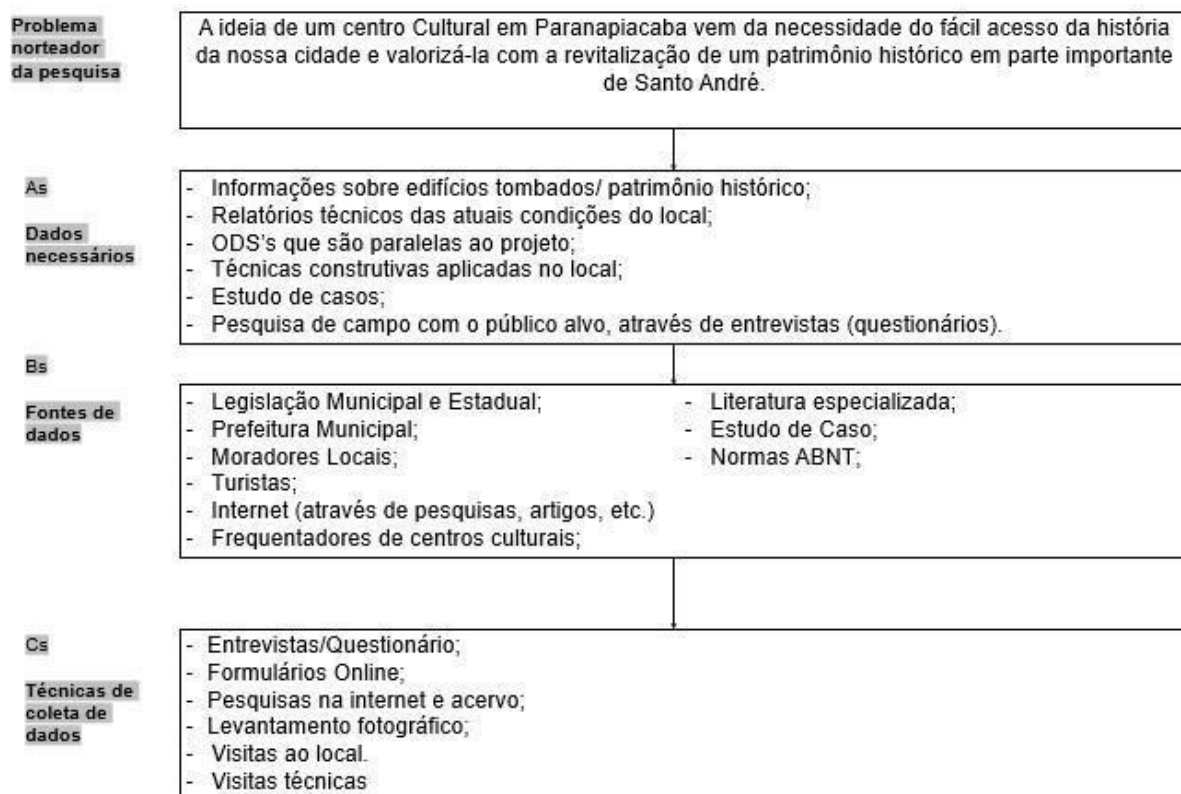 Problema
norteador
da pesquisa
A ideia de um centro Cultural em Paranapiacaba vem da necessidade do fácil acesso da história
da nossa cidade e valorizá-la com a revitalização de um patrimônio histórico em parte importante
de Santo André.
As
Dados
necessários
- Informações sobre edifícios tombados/ patrimônio histórico;
- Relatórios técnicos das atuais condições do local;
- ODS's que são paralelas ao projeto;
- Técnicas construtivas aplicadas no local;
- Estudo de casos;
- Pesquisa de campo com o público alvo, através de entrevistas (questionários).
Bs
Fontes de
dados
- Legislação Municipal e Estadual;
- Prefeitura Municipal;
- Moradores Locais;
- Turistas;
- Internet (através de pesquisas, artigos, etc.)
- Frequentadores de centros culturais;
- Literatura especializada;
- Estudo de Caso;
- Normas ABNT;
Cs
Técnicas de
coleta de
dados
- Entrevistas/Questionário;
- Formulários Online;
- Pesquisas na internet e acervo;
- Levantamento fotográfico;
- Visitas ao local.
- Visitas técnicas